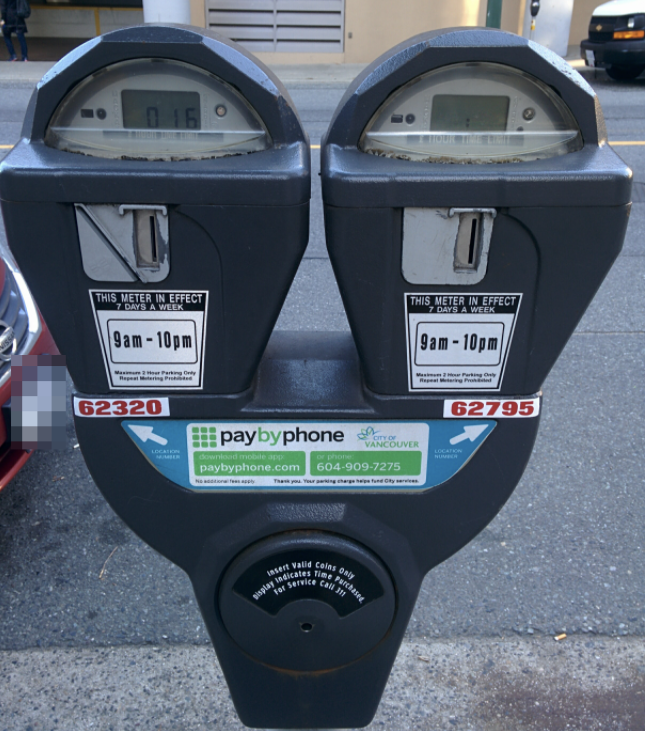 016
THIS METER IN EFFECT
7 DAYS A WEEK
9am - 10pm
Maximum 2 Hour Parking Only
Repeat Metering Prohibited
THIS METER IN EFFECT
7 DAYS A WEEK
9am - 10pm
Maximum 2 Hour Parking Only
Repeat Metering Prohibited
62320
62795
LOCATION
NUMBER
paybyphone
CITY OF
VANCOUVER
LOCATION
NUMBER
download mobile app:
paybyphone.com
or phone:
604-909-7275
No additional fees apply.
Thank you. Your parking charge helps fund City services.
Insert Valid Coins Only
Display Indicates Time Purchased
For Service Call 311